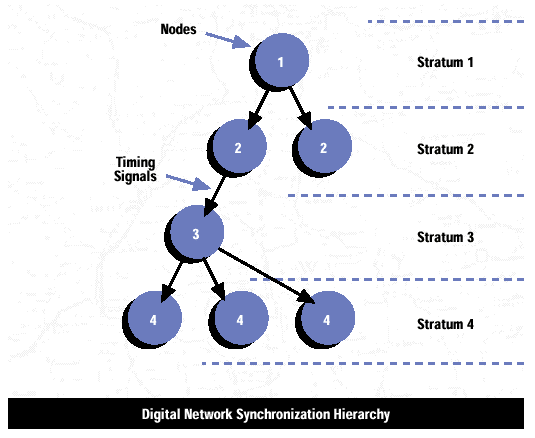 Nodes
1
Stratum 1
2
2
Stratum 2
Timing
Signals
3
Stratum 3
4
4
4
Stratum 4
Digital Network Synchronization Hierarchy